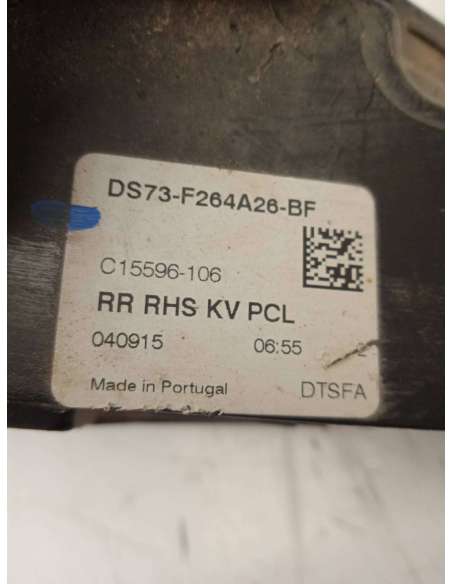 DS73-F264A26-BF
C15596-106
RR RHS KV PCL
040915 06:55
Made in Portugal DTSFA